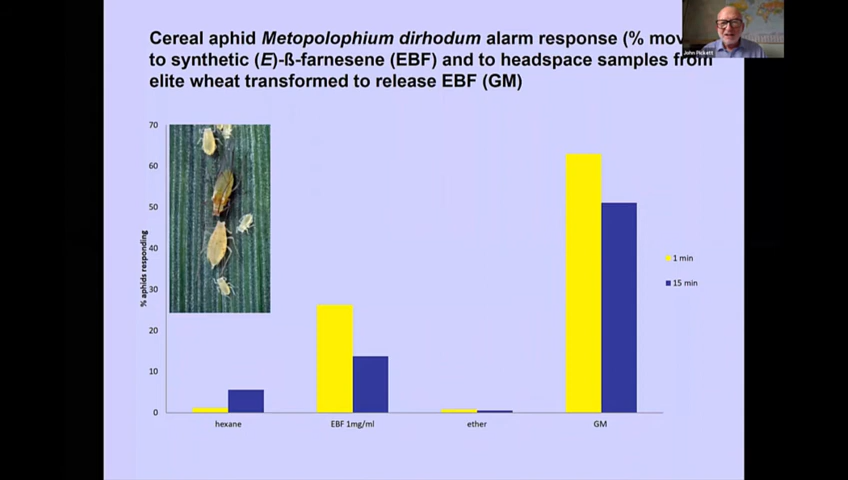 Cereal aphid Metopolophium dirhodum alarm response (% mov
to synthetic (E)-ß-farnesene (EBF) and to headspace samples from
elite wheat transformed to release EBF (GM)
John Pickett
70
60
50
40
30
20
10
0
% aphids responding
1 min
15 min
hexane
EBF 1mg/ml
ether
GM